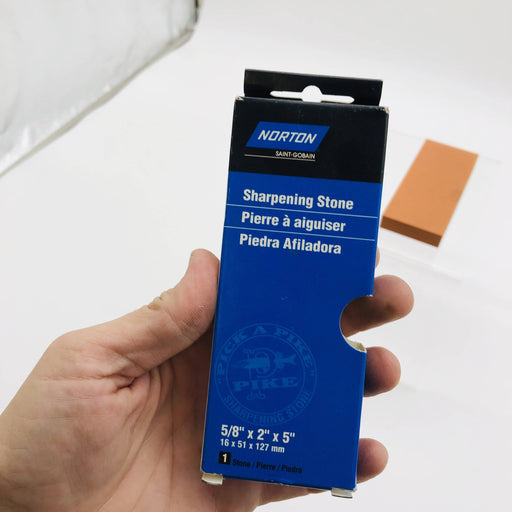 NORTON
SAINT-GOBAIN
Sharpening Stone
Pierre à aiguiser
Piedra Afiladora
"PICK A PIKE"
PIKE
SHARPENING STONE
5/8" x 2" x 5"
16 x 51 x 127 mm
1 Stone / Pierre / Piedra